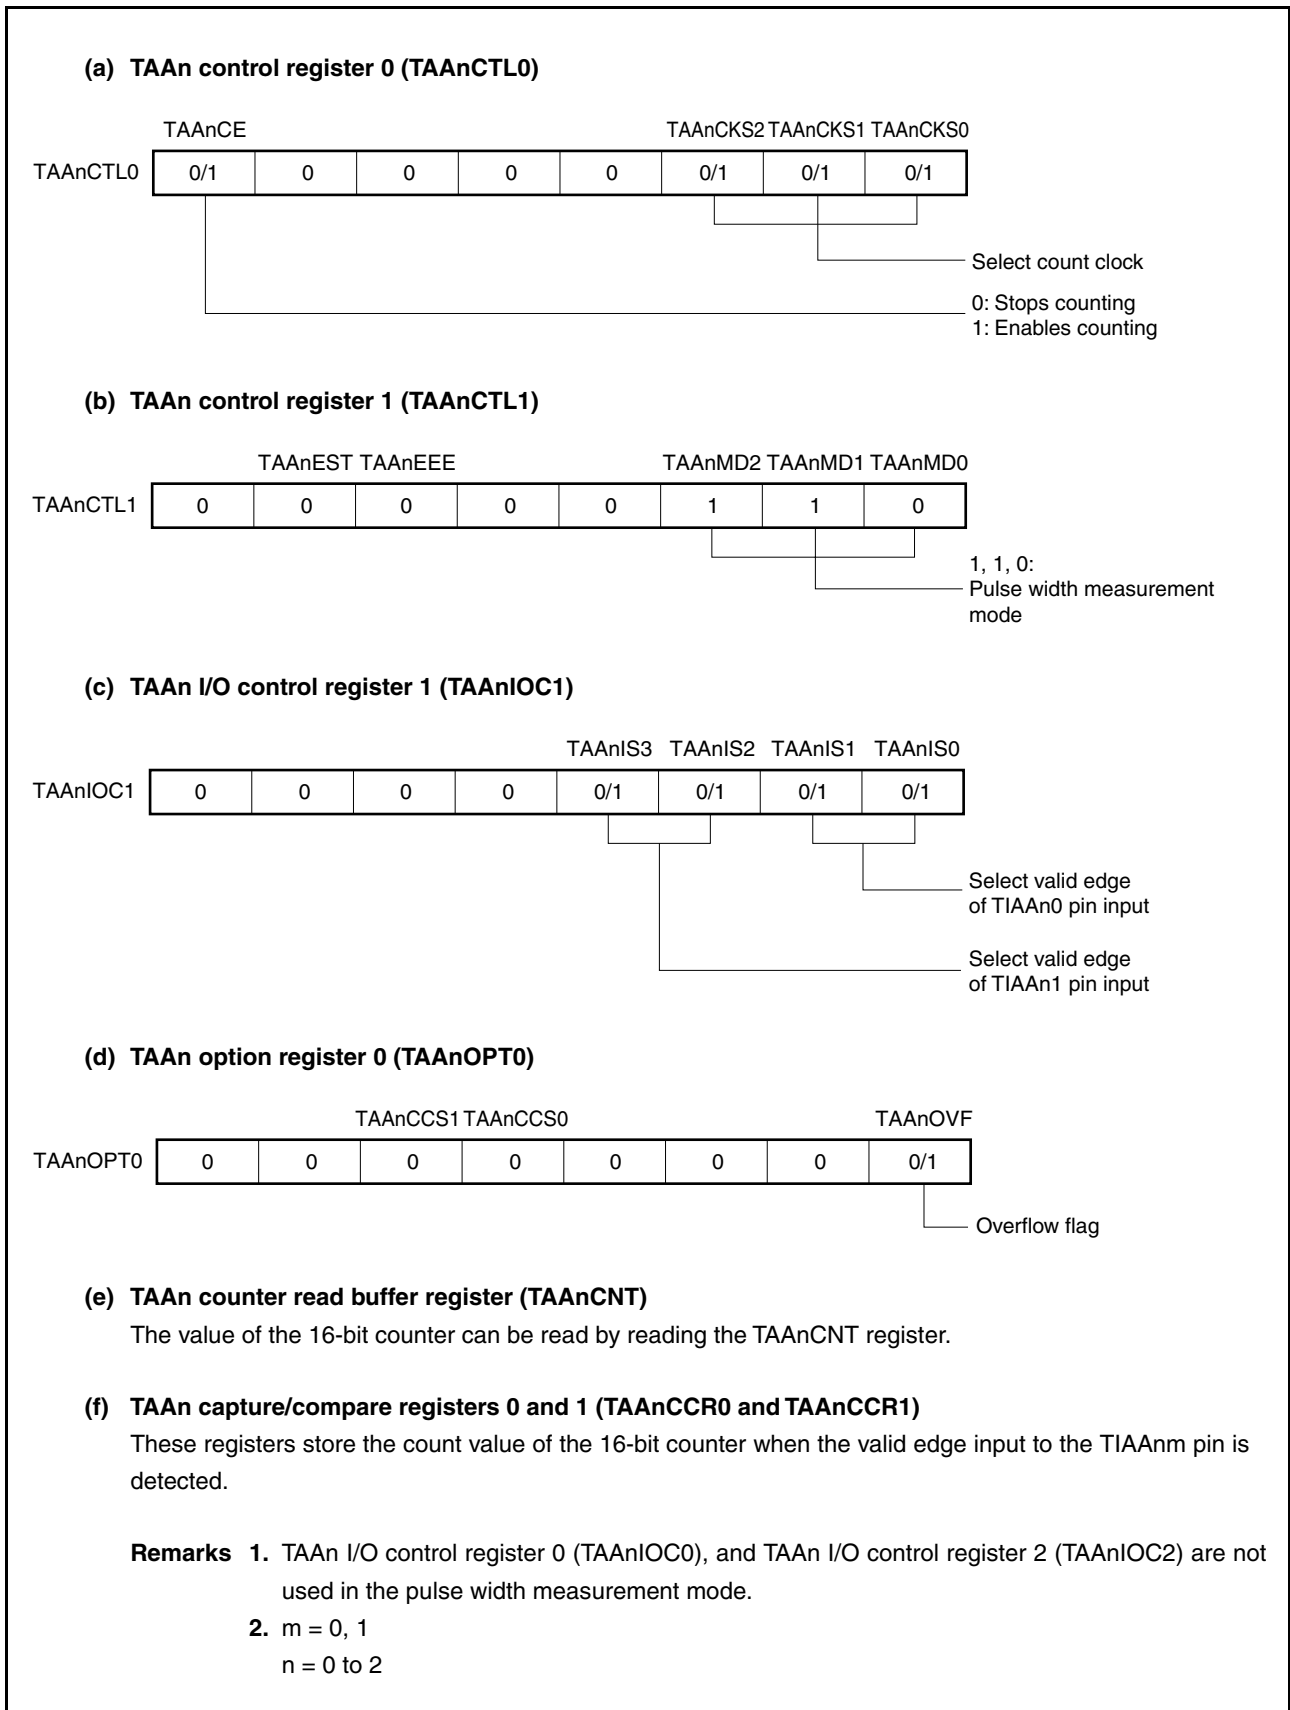 (a) TAAn control register 0 (TAAnCTL0)
TAAnCE TAAnCKS2 TAAnCKS1 TAAnCKS0
TAAnCTL0 0/1 0 0 0 0 0/1 0/1 0/1
Select count clock
0: Stops counting
1: Enables counting
(b) TAAn control register 1 (TAAnCTL1)
TAAnEST TAAnEEE TAAnMD2 TAAnMD1 TAAnMD0
TAAnCTL1 0 0 0 0 0 1 1 0
1, 1, 0:
Pulse width measurement
mode
(c) TAAn I/O control register 1 (TAAnIOC1)
TAAnIS3 TAAnIS2 TAAnIS1 TAAnIS0
TAAnIOC1 0 0 0 0 0/1 0/1 0/1 0/1
Select valid edge
of TIAAn0 pin input
Select valid edge
of TIAAn1 pin input
(d) TAAn option register 0 (TAAnOPT0)
TAAnCCS1 TAAnCCS0 TAAnOVF
TAAnOPT0 0 0 0 0 0 0 0 0/1
Overflow flag
(e) TAAn counter read buffer register (TAAnCNT)
The value of the 16-bit counter can be read by reading the TAAnCNT register.
(f) TAAn capture/compare registers 0 and 1 (TAAnCCR0 and TAAnCCR1)
These registers store the count value of the 16-bit counter when the valid edge input to the TIAAnm pin is
detected.
Remarks 1. TAAn I/O control register 0 (TAAnIOC0), and TAAn I/O control register 2 (TAAnIOC2) are not
used in the pulse width measurement mode.
2. m = 0, 1
n = 0 to 2